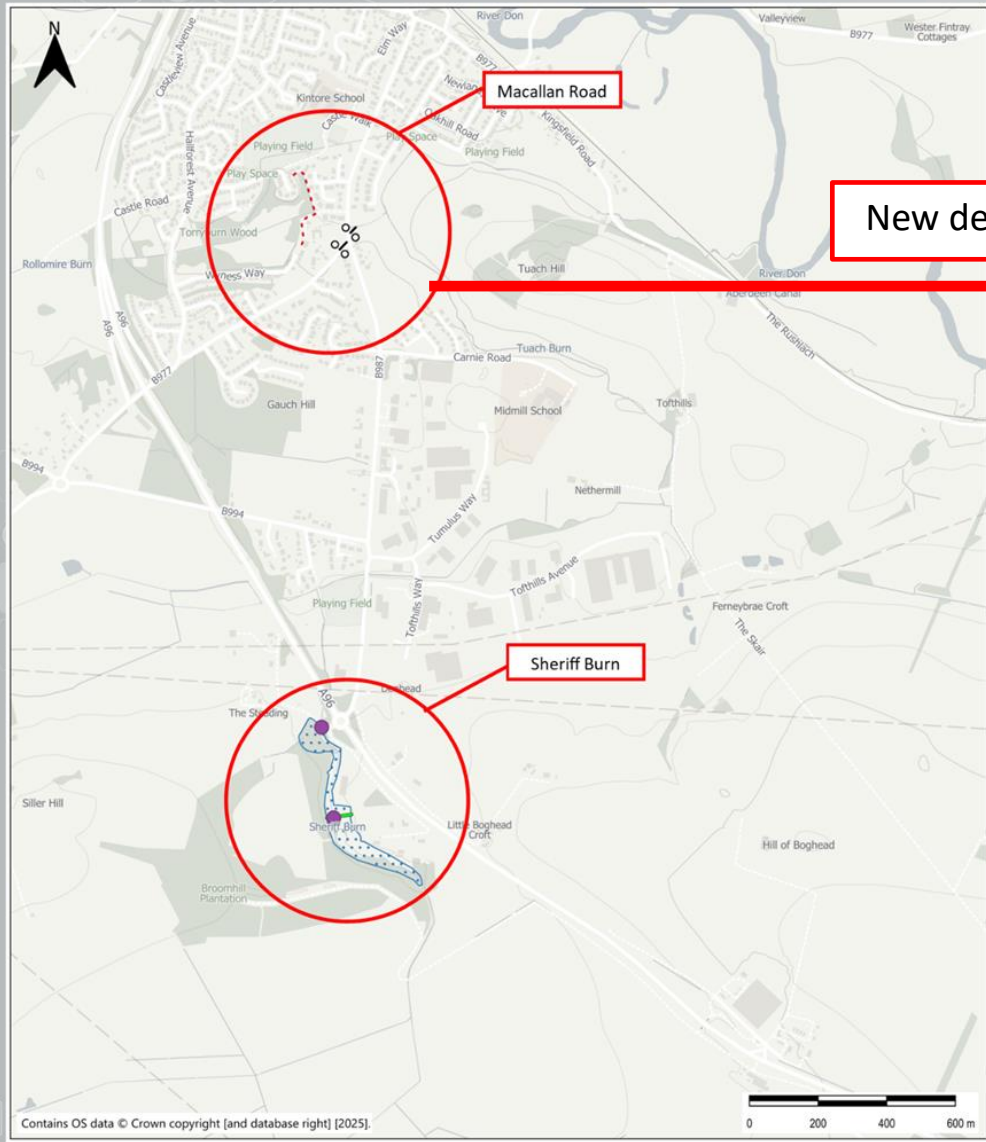 N
River Don
Valleyview
B977
Wester Fintray
Cottages
Castleview Avenue
Elm Way
B977
Kintore School
Macallan Road
Castle Walk
Hallforest Avenue
Playing Field
Play Space
Oakhill Road
Kingsfield Road
Playing Field
Play Space
Castle Road
Torryburn Wood
New de
Rollomire Burn
Way
Tuach Hill
River Don
Aberdeen Canal
A96
A96
The Rushlach
B977
B987
Carnie Road
Tuach Burn
Gauch Hill
Midmill School
Tofthills
B994
Nethermill
B994
Tumulus Way
Tofthills Avenue
Playing Field
Tofthills Way
Ferneybrae Croft
The Skair
Sheriff Burn
A96
The Steading
Siller Hill
Sheriff Burn
Little Boghead
Croft
Hill of Boghead
Broomhill
Plantation
Contains OS data © Crown copyright [and database right] [2025].
0 200 400 600 m